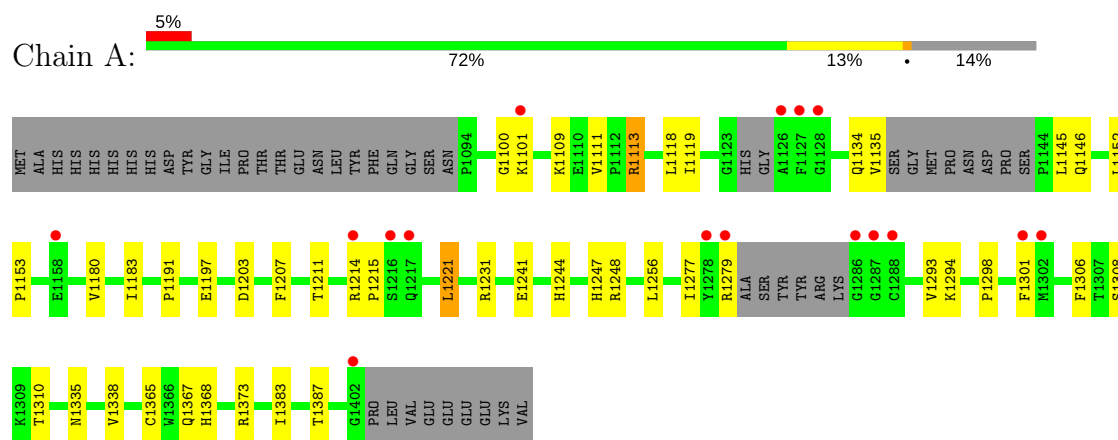 5%
Chain A:
72% 13% • 14%
MET ALA HIS HIS HIS HIS HIS HIS ASP TYR GLY ILE PRO THR THR GLU ASN LEU TYR PHE GLN GLY SER ASN P1094 G1100 K1101 K1109 E1110 V1111 P1112 R1113 L1118 I1119 G1123 HIS GLY A1126 F1127 G1128 Q1134 V1135 SER GLY MET PRO ASN ASP PRO SER P1144 L1145 Q1146
P1153 E1158 V1180 I1183 P1191 E1197 D1203 F1207 T1211 R1214 P1215 S1216 Q1217 L1221 R1231 E1241 H1244 H1247 R1248 L1256 I1277 Y1278 R1279 ALA SER TYR TYR ARG LYS G1286 G1287 C1288 V1293 K1294 P1298 F1301 M1302 F1306 T1307 S1308
K1309 T1310 N1335 V1338 C1365 W1366 Q1367 H1368 R1373 I1383 T1387 G1402 PRO LEU VAL GLU GLU GLU GLU LYS VAL